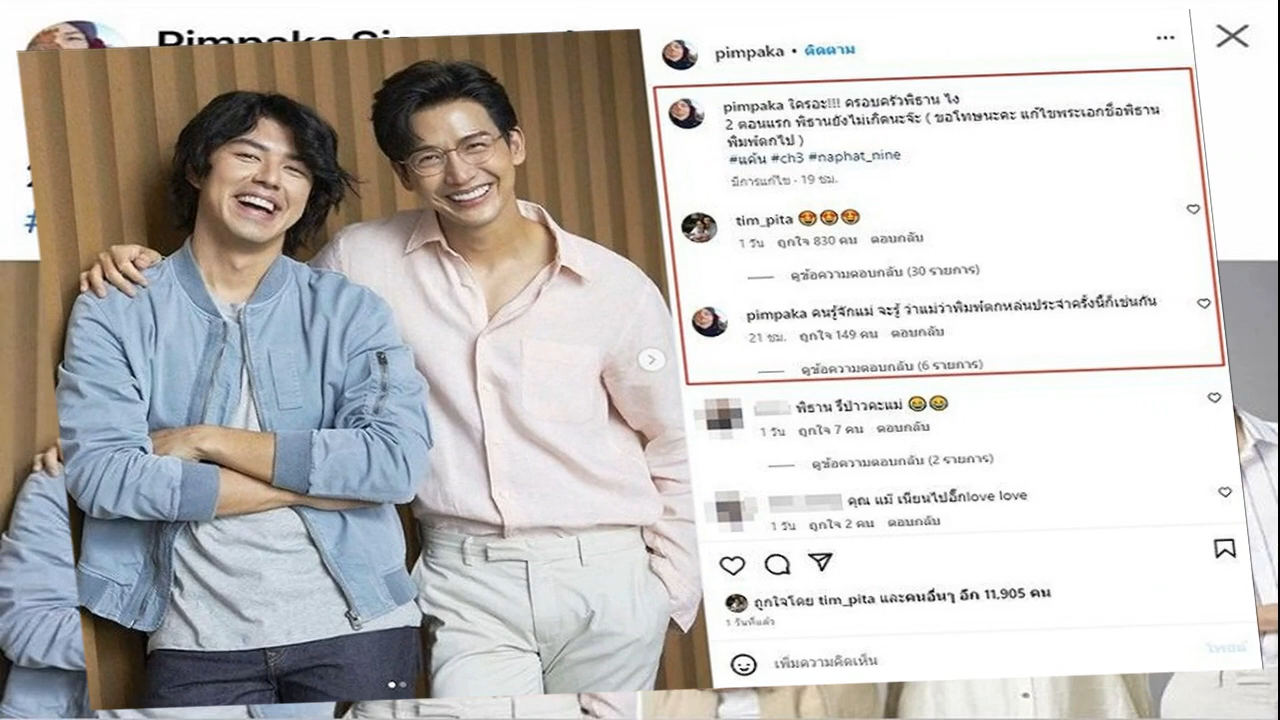 pimpaka • ติดตาม
pimpaka ใครอะ!!! ครอบครัวพิธาน ไง
2 ตอนแรก พิธานยังไม่เกิดนะจ๊ะ ( ขอโทษนะคะ แก้ไขพระเอกชื่อพิธาน
พิมพ์ตกไป )
#แค้น #ch3 #naphat_nine
มีการแก้ไข · 19 ชม.
tim_pita
1 วัน ถูกใจ 830 คน ตอบกลับ
ดูข้อความตอบกลับ (30 รายการ)
pimpaka คนรู้จักแม่ จะรู้ ว่าแม่ว่าพิมพ์ตกหล่นประจำครั้งนี้ก็เช่นกัน
21 ชม. ถูกใจ 149 คน ตอบกลับ
ดูข้อความตอบกลับ (6 รายการ)
พิธาน รึป่าวคะแม่ 😂😂
1 วัน ถูกใจ 7 คน ตอบกลับ
ดูข้อความตอบกลับ (2 รายการ)
คุณ แม้ เนียนไปอิ๊กlove love
1 วัน ถูกใจ 2 คน ตอบกลับ
ถูกใจโดย tim_pita และคนอื่นๆ อีก 11,905 คน
1 วันที่แล้ว
เพิ่มความคิดเห็น
โพสต์